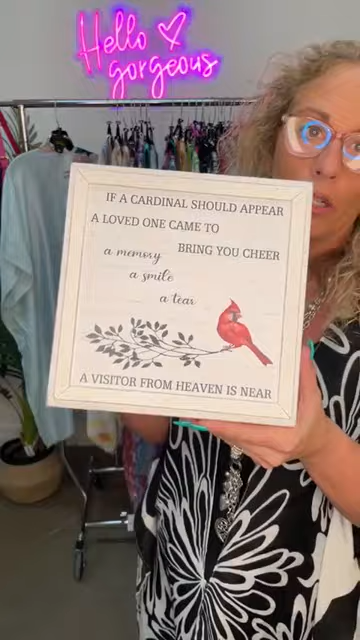 Hello
gorgeous
IF A CARDINAL SHOULD APPEAR
A LOVED ONE CAME TO
BRING YOU CHEER
a memory
a smile
a tear
A VISITOR FROM HEAVEN IS NEAR